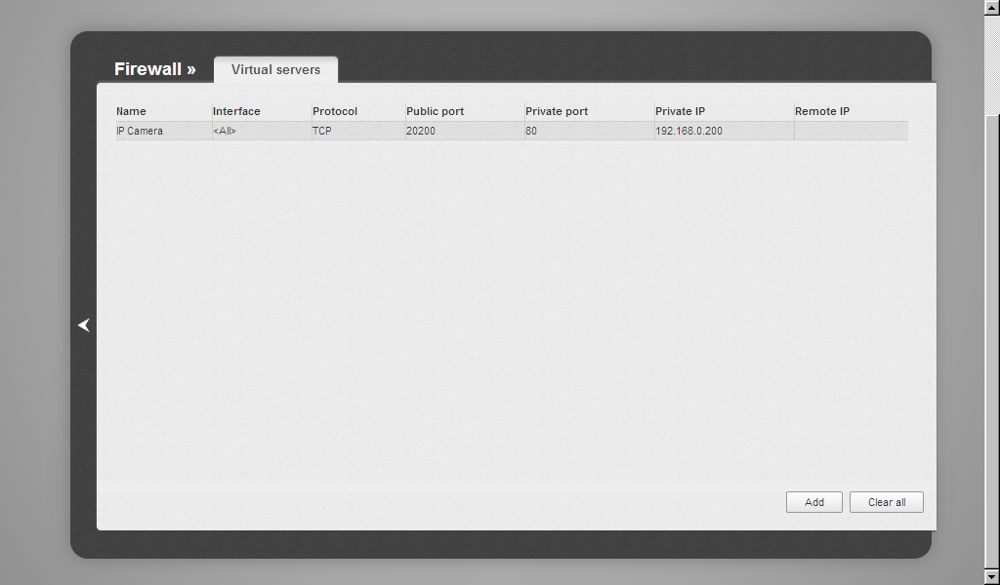 Firewall » Virtual servers
Name Interface Protocol Public port Private port Private IP Remote IP
IP Camera <All> TCP 20200 80 192.168.0.200
Add Clear all